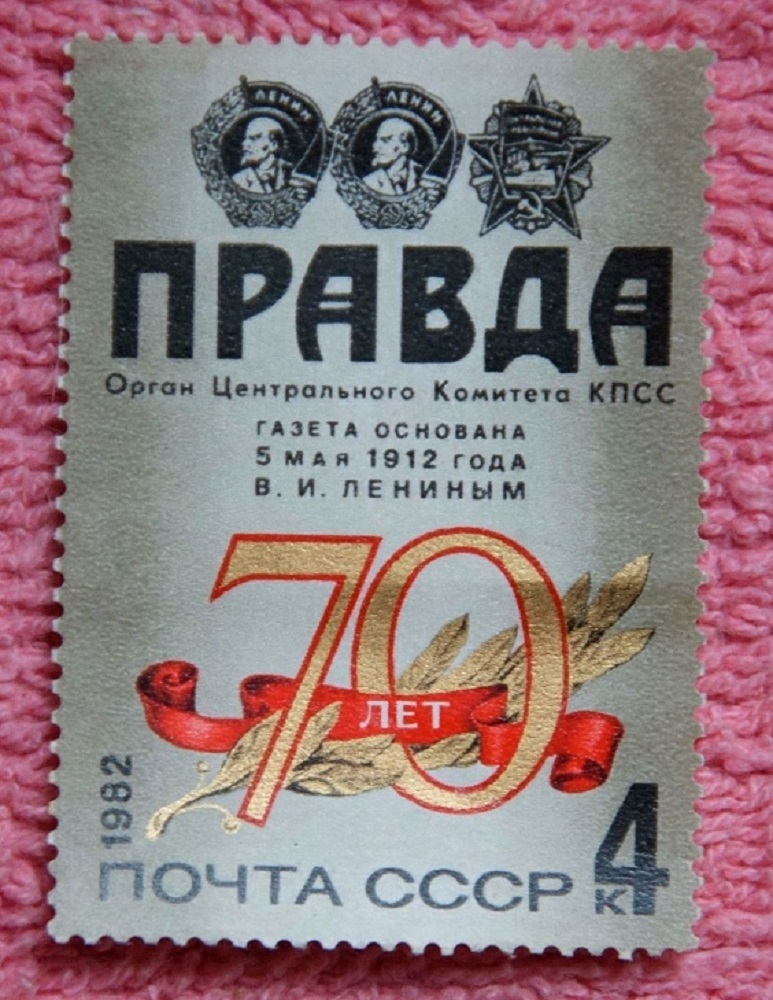 ЛЕНИН ЛЕНИН
ПРАВДА
Орган Центрального Комитета КПСС
ГАЗЕТА ОСНОВАНА
5 МАЯ 1912 ГОДА
В. И. ЛЕНИНЫМ
70
ЛЕТ
1982
ПОЧТА СССР 4 К